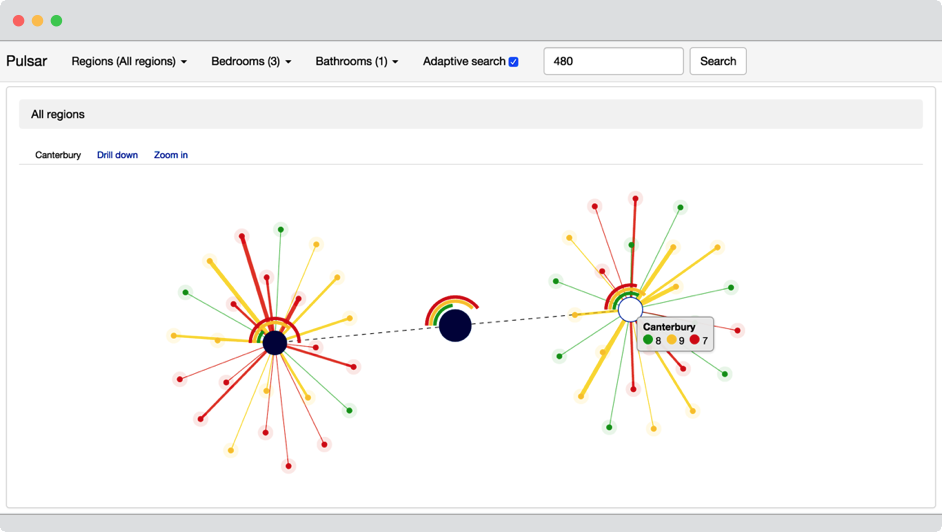 Pulsar Regions (All regions) Bedrooms (3) Bathrooms (1) Adaptive search 480 Search
All regions
Canterbury Drill down Zoom in
Canterbury
8 9 7